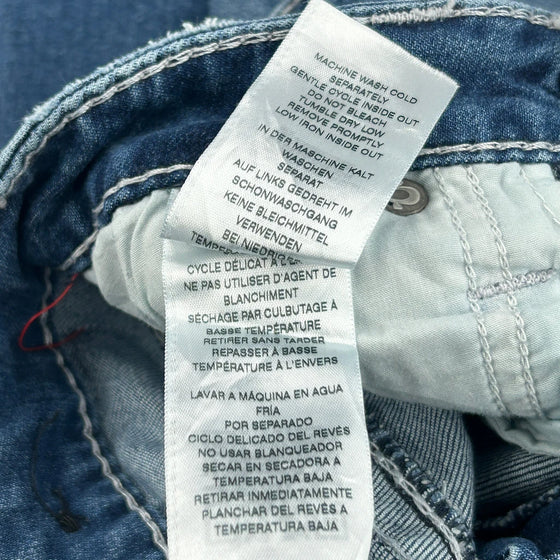 MACHINE WASH COLD
SEPARATELY
GENTLE CYCLE INSIDE OUT
DO NOT BLEACH
TUMBLE DRY LOW
REMOVE PROMPTLY
LOW IRON INSIDE OUT
IN DER MASCHINE KALT
WASCHEN
SEPARAT
AUF LINKS GEDREHT IM
SCHONWASCHGANG
KEINE BLEICHMITTEL
VERWENDEN
BEI NIEDRIGE
TEMPERATU
CYCLE DÉLICAT À
NE PAS UTILISER D'AGENT DE
BLANCHIMENT
SÉCHAGE PAR CULBUTAGE À
BASSE TEMPÉRATURE
RETIRER SANS TARDER
REPASSER À BASSE
TEMPÉRATURE À L'ENVERS
LAVAR A MÁQUINA EN AGUA
FRÍA
POR SEPARADO
CICLO DELICADO DEL REVÉS
NO USAR BLANQUEADOR
SECAR EN SECADORA A
TEMPERATURA BAJA
RETIRAR INMEDIATAMENTE
PLANCHAR DEL REVÉS A
TEMPERATURA BAJA